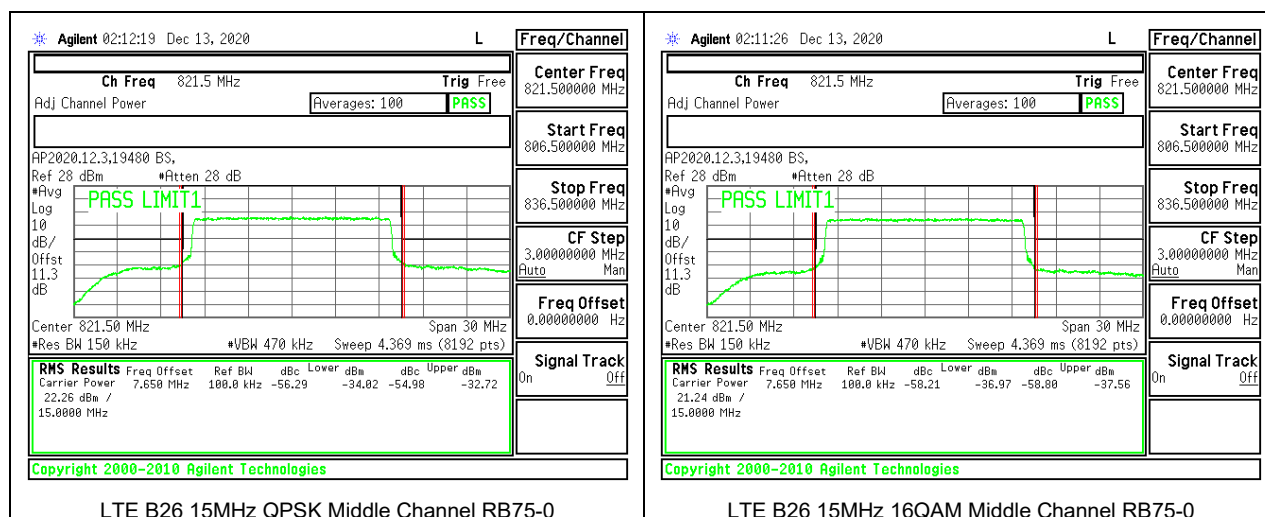 Agilent 02:12:19 Dec 13, 2020 L Freq/Channel
Ch Freq 821.5 MHz Trig Free
Adj Channel Power Averages: 100 PASS
AP2020.12.3,19480 BS,
Ref 28 dBm #Atten 28 dB
#Avg
Log
10
dB/
Offst
11.3
dB
PASS LIMIT1
Center 821.50 MHz Span 30 MHz
#Res BW 150 kHz #VBW 470 kHz Sweep 4.369 ms (8192 pts)
RMS Results Freq Offset Ref BW dBc Lower dBm dBc Upper dBm
Carrier Power 7.650 MHz 100.0 kHz -56.29 -34.02 -54.98 -32.72
22.26 dBm /
15.0000 MHz
Center Freq
821.500000 MHz
Start Freq
806.500000 MHz
Stop Freq
836.500000 MHz
CF Step
3.00000000 MHz
Auto Man
Freq Offset
0.00000000 Hz
Signal Track
On Off
Copyright 2000-2010 Agilent Technologies
LTE B26 15MHz QPSK Middle Channel RB75-0
Agilent 02:11:26 Dec 13, 2020 L Freq/Channel
Ch Freq 821.5 MHz Trig Free
Adj Channel Power Averages: 100 PASS
AP2020.12.3,19480 BS,
Ref 28 dBm #Atten 28 dB
#Avg
Log
10
dB/
Offst
11.3
dB
PASS LIMIT1
Center 821.50 MHz Span 30 MHz
#Res BW 150 kHz #VBW 470 kHz Sweep 4.369 ms (8192 pts)
RMS Results Freq Offset Ref BW dBc Lower dBm dBc Upper dBm
Carrier Power 7.650 MHz 100.0 kHz -58.21 -36.97 -58.80 -37.56
21.24 dBm /
15.0000 MHz
Center Freq
821.500000 MHz
Start Freq
806.500000 MHz
Stop Freq
836.500000 MHz
CF Step
3.00000000 MHz
Auto Man
Freq Offset
0.00000000 Hz
Signal Track
On Off
Copyright 2000-2010 Agilent Technologies
LTE B26 15MHz 16QAM Middle Channel RB75-0